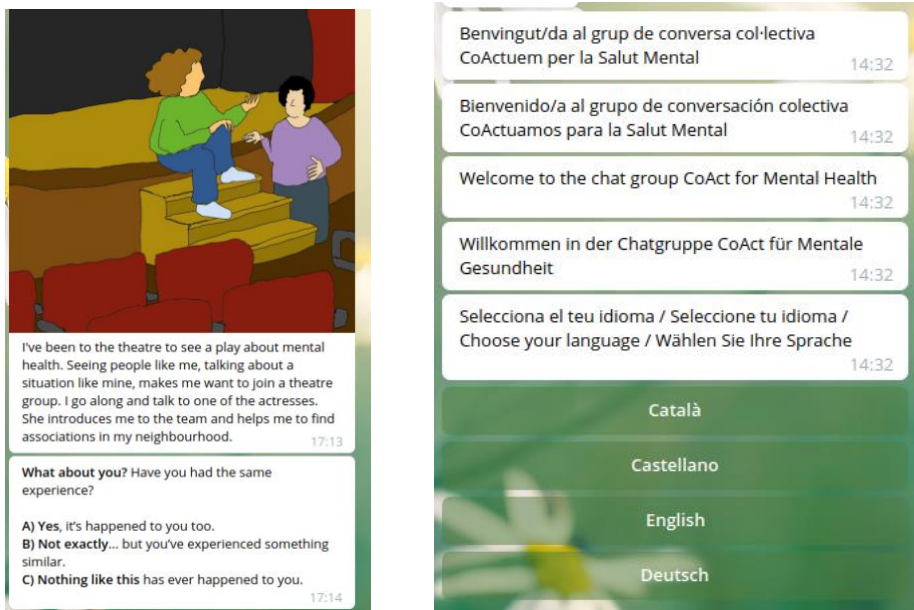 I've been to the theatre to see a play about mental
health. Seeing people like me, talking about a
situation like mine, makes me want to join a theatre
group. I go along and talk to one of the actresses.
She introduces me to the team and helps me to find
associations in my neighbourhood.
17:13
What about you? Have you had the same
experience?
A) Yes, it's happened to you too.
B) Not exactly... but you've experienced something
similar.
C) Nothing like this has ever happened to you.
17:14
Benvingut/da al grup de conversa col·lectiva
CoActuem per la Salut Mental
14:32
Bienvenido/a al grupo de conversación colectiva
CoActuamos para la Salut Mental
14:32
Welcome to the chat group CoAct for Mental Health
14:32
Willkommen in der Chatgruppe CoAct für Mentale
Gesundheit
14:32
Selecciona el teu idioma / Seleccione tu idioma /
Choose your language / Wählen Sie Ihre Sprache
14:32
Català
Castellano
English
Deutsch